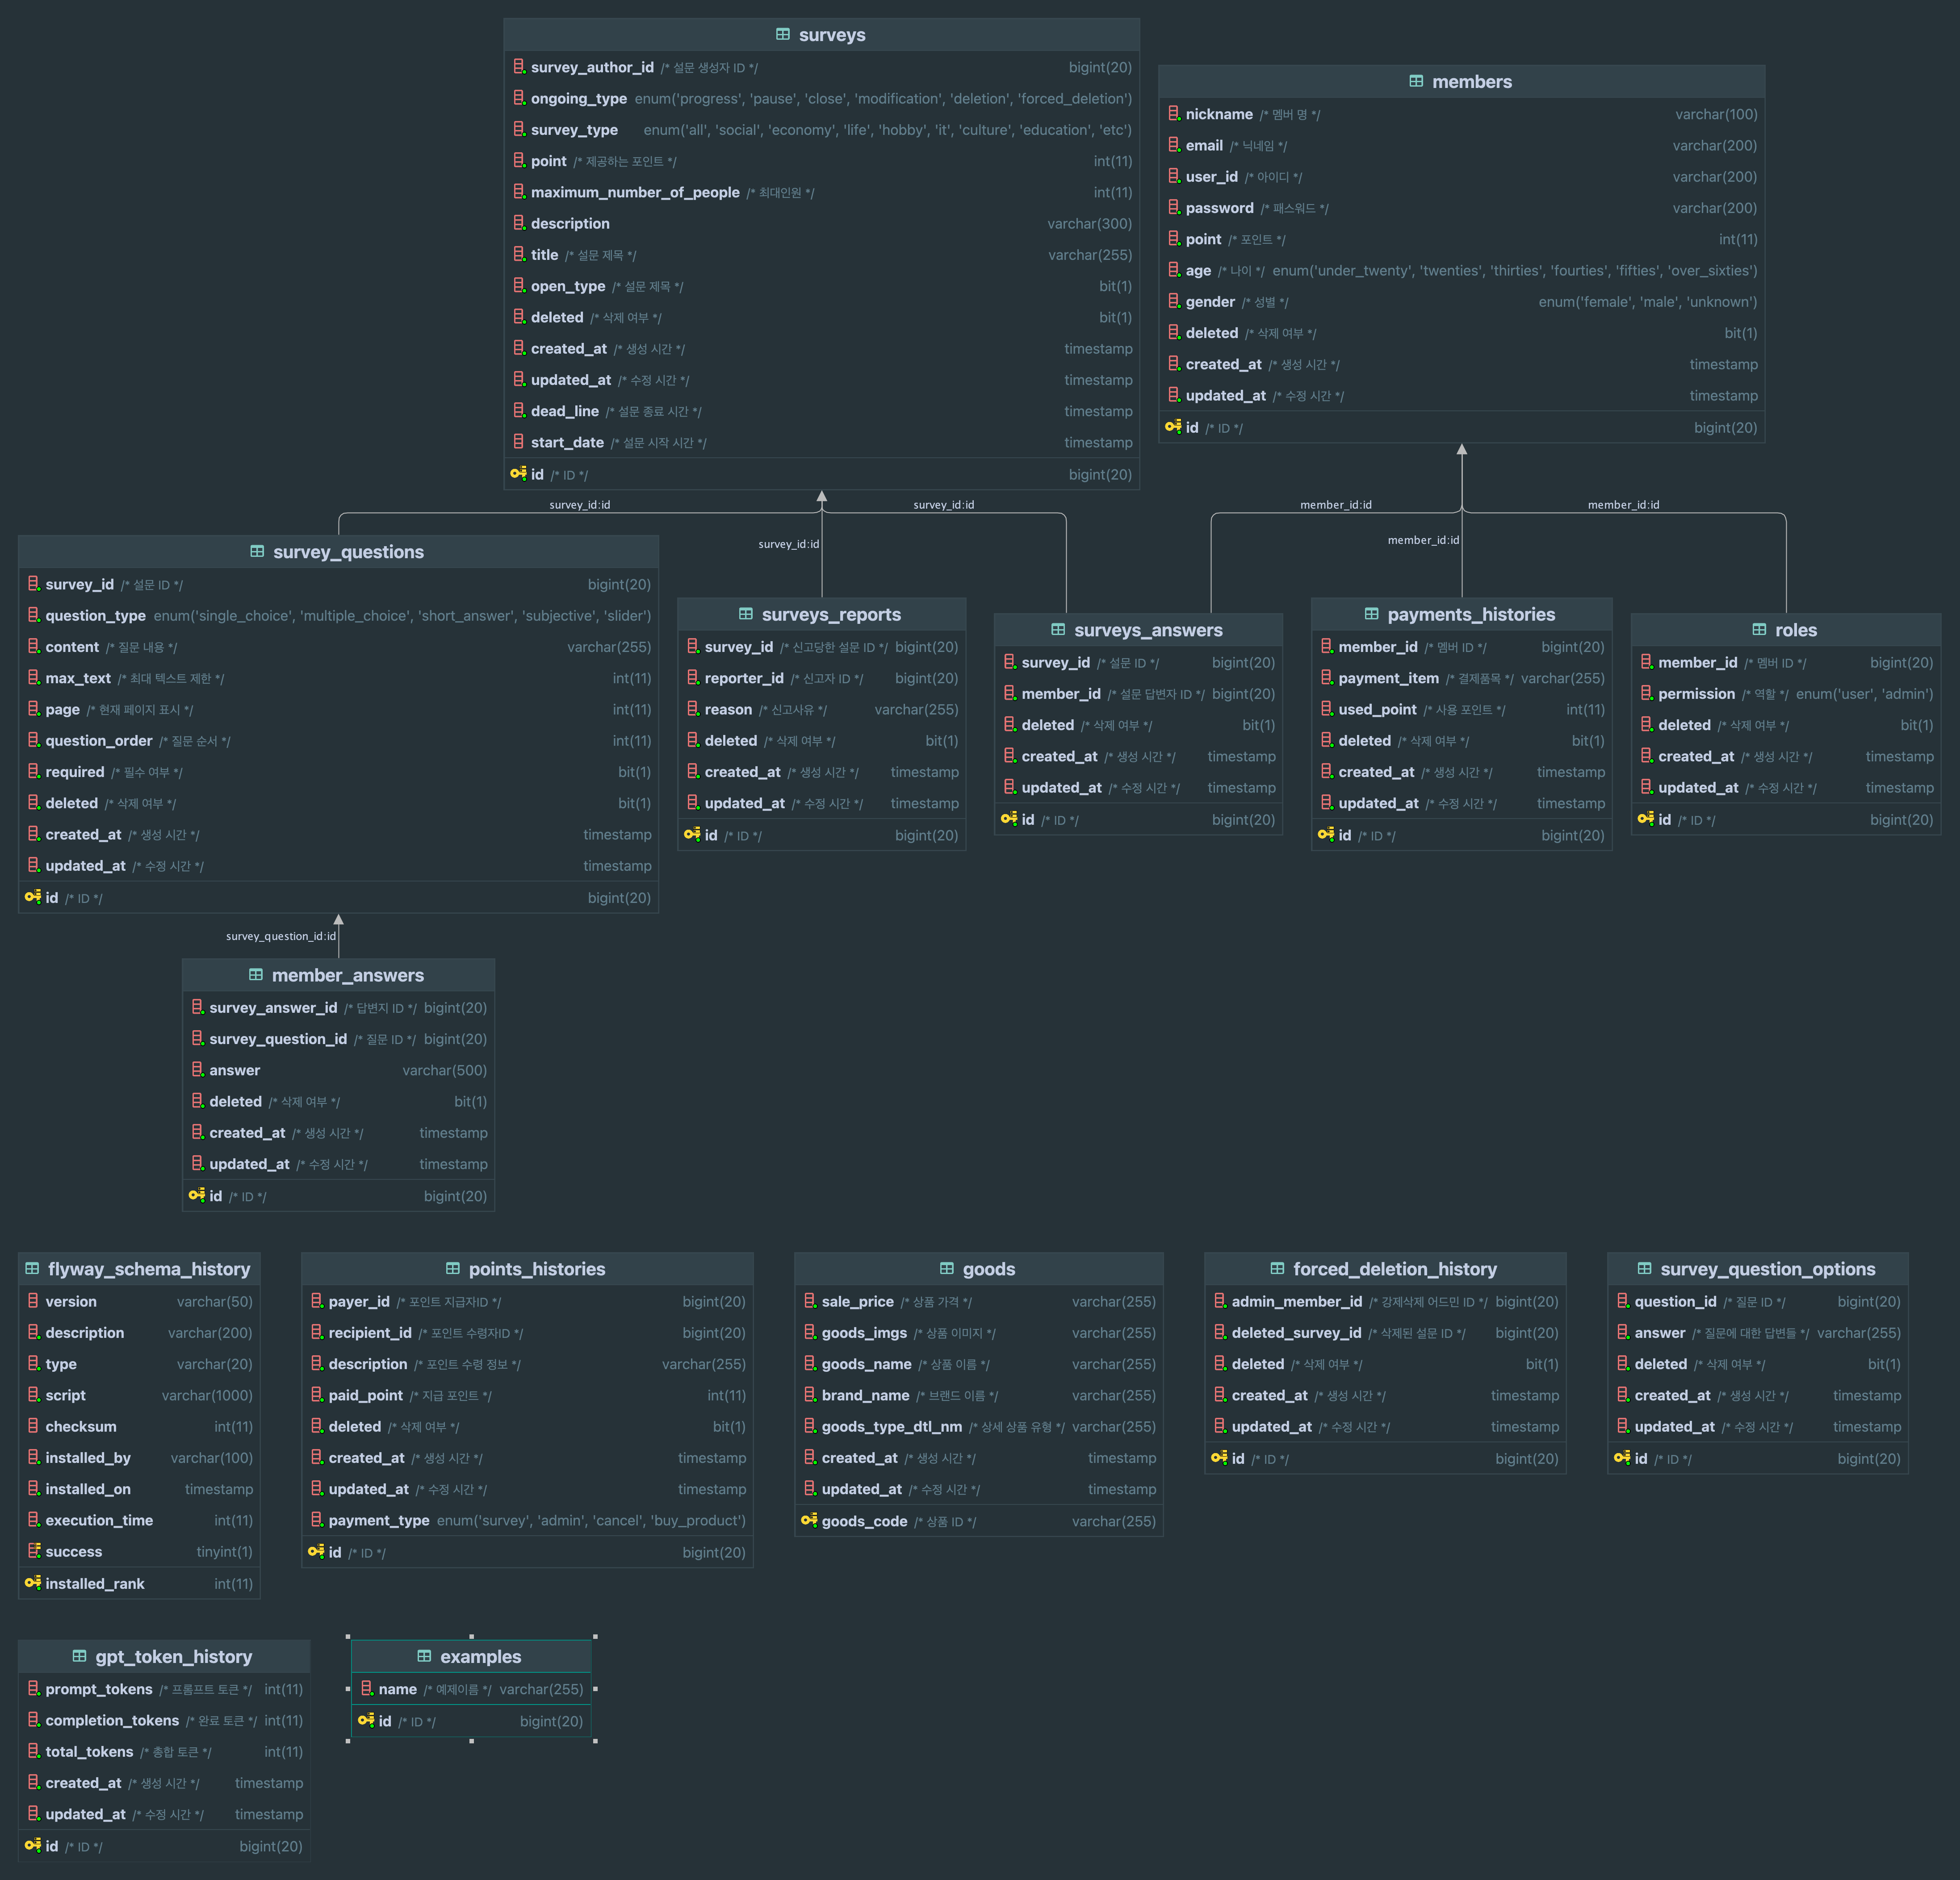 surveys
survey_author_id /* 설문 생성자 ID */ bigint(20)
ongoing_type enum('progress', 'pause', 'close', 'modification', 'deletion', 'forced_deletion')
survey_type enum('all', 'social', 'economy', 'life', 'hobby', 'it', 'culture', 'education', 'etc')
point /* 제공하는 포인트 */ int(11)
maximum_number_of_people /* 최대인원 */ int(11)
description varchar(300)
title /* 설문 제목 */ varchar(255)
open_type /* 설문 제목 */ bit(1)
deleted /* 삭제 여부 */ bit(1)
created_at /* 생성 시간 */ timestamp
updated_at /* 수정 시간 */ timestamp
dead_line /* 설문 종료 시간 */ timestamp
start_date /* 설문 시작 시간 */ timestamp
id /* ID */ bigint(20)
members
nickname /* 멤버 명 */ varchar(100)
email /* 닉네임 */ varchar(200)
user_id /* 아이디 */ varchar(200)
password /* 패스워드 */ varchar(200)
point /* 포인트 */ int(11)
age /* 나이 */ enum('under_twenty', 'twenties', 'thirties', 'fourties', 'fifties', 'over_sixties')
gender /* 성별 */ enum('female', 'male', 'unknown')
deleted /* 삭제 여부 */ bit(1)
created_at /* 생성 시간 */ timestamp
updated_at /* 수정 시간 */ timestamp
id /* ID */ bigint(20)
survey_id:id
survey_id:id
survey_id:id
member_id:id
member_id:id
member_id:id
survey_questions
survey_id /* 설문 ID */ bigint(20)
question_type enum('single_choice', 'multiple_choice', 'short_answer', 'subjective', 'slider')
content /* 질문 내용 */ varchar(255)
max_text /* 최대 텍스트 제한 */ int(11)
page /* 현재 페이지 표시 */ int(11)
question_order /* 질문 순서 */ int(11)
required /* 필수 여부 */ bit(1)
deleted /* 삭제 여부 */ bit(1)
created_at /* 생성 시간 */ timestamp
updated_at /* 수정 시간 */ timestamp
id /* ID */ bigint(20)
surveys_reports
survey_id /* 신고당한 설문 ID */ bigint(20)
reporter_id /* 신고자 ID */ bigint(20)
reason /* 신고사유 */ varchar(255)
deleted /* 삭제 여부 */ bit(1)
created_at /* 생성 시간 */ timestamp
updated_at /* 수정 시간 */ timestamp
id /* ID */ bigint(20)
surveys_answers
survey_id /* 설문 ID */ bigint(20)
member_id /* 설문 답변자 ID */ bigint(20)
deleted /* 삭제 여부 */ bit(1)
created_at /* 생성 시간 */ timestamp
updated_at /* 수정 시간 */ timestamp
id /* ID */ bigint(20)
payments_histories
member_id /* 멤버 ID */ bigint(20)
payment_item /* 결제품목 */ varchar(255)
used_point /* 사용 포인트 */ int(11)
deleted /* 삭제 여부 */ bit(1)
created_at /* 생성 시간 */ timestamp
updated_at /* 수정 시간 */ timestamp
id /* ID */ bigint(20)
roles
member_id /* 멤버 ID */ bigint(20)
permission /* 역할 */ enum('user', 'admin')
deleted /* 삭제 여부 */ bit(1)
created_at /* 생성 시간 */ timestamp
updated_at /* 수정 시간 */ timestamp
id /* ID */ bigint(20)
survey_question_id:id
member_answers
survey_answer_id /* 답변지 ID */ bigint(20)
survey_question_id /* 질문 ID */ bigint(20)
answer varchar(500)
deleted /* 삭제 여부 */ bit(1)
created_at /* 생성 시간 */ timestamp
updated_at /* 수정 시간 */ timestamp
id /* ID */ bigint(20)
flyway_schema_history
version varchar(50)
description varchar(200)
type varchar(20)
script varchar(1000)
checksum int(11)
installed_by varchar(100)
installed_on timestamp
execution_time int(11)
success tinyint(1)
installed_rank int(11)
points_histories
payer_id /* 포인트 지급자ID */ bigint(20)
recipient_id /* 포인트 수령자ID */ bigint(20)
description /* 포인트 수령 정보 */ varchar(255)
paid_point /* 지급 포인트 */ int(11)
deleted /* 삭제 여부 */ bit(1)
created_at /* 생성 시간 */ timestamp
updated_at /* 수정 시간 */ timestamp
payment_type enum('survey', 'admin', 'cancel', 'buy_product')
id /* ID */ bigint(20)
goods
sale_price /* 상품 가격 */ varchar(255)
goods_imgs /* 상품 이미지 */ varchar(255)
goods_name /* 상품 이름 */ varchar(255)
brand_name /* 브랜드 이름 */ varchar(255)
goods_type_dtl_nm /* 상세 상품 유형 */ varchar(255)
created_at /* 생성 시간 */ timestamp
updated_at /* 수정 시간 */ timestamp
goods_code /* 상품 ID */ varchar(255)
forced_deletion_history
admin_member_id /* 강제삭제 어드민 ID */ bigint(20)
deleted_survey_id /* 삭제된 설문 ID */ bigint(20)
deleted /* 삭제 여부 */ bit(1)
created_at /* 생성 시간 */ timestamp
updated_at /* 수정 시간 */ timestamp
id /* ID */ bigint(20)
survey_question_options
question_id /* 질문 ID */ bigint(20)
answer /* 질문에 대한 답변들 */ varchar(255)
deleted /* 삭제 여부 */ bit(1)
created_at /* 생성 시간 */ timestamp
updated_at /* 수정 시간 */ timestamp
id /* ID */ bigint(20)
gpt_token_history
prompt_tokens /* 프롬프트 토큰 */ int(11)
completion_tokens /* 완료 토큰 */ int(11)
total_tokens /* 총합 토큰 */ int(11)
created_at /* 생성 시간 */ timestamp
updated_at /* 수정 시간 */ timestamp
id /* ID */ bigint(20)
examples
name /* 예제이름 */ varchar(255)
id /* ID */ bigint(20)